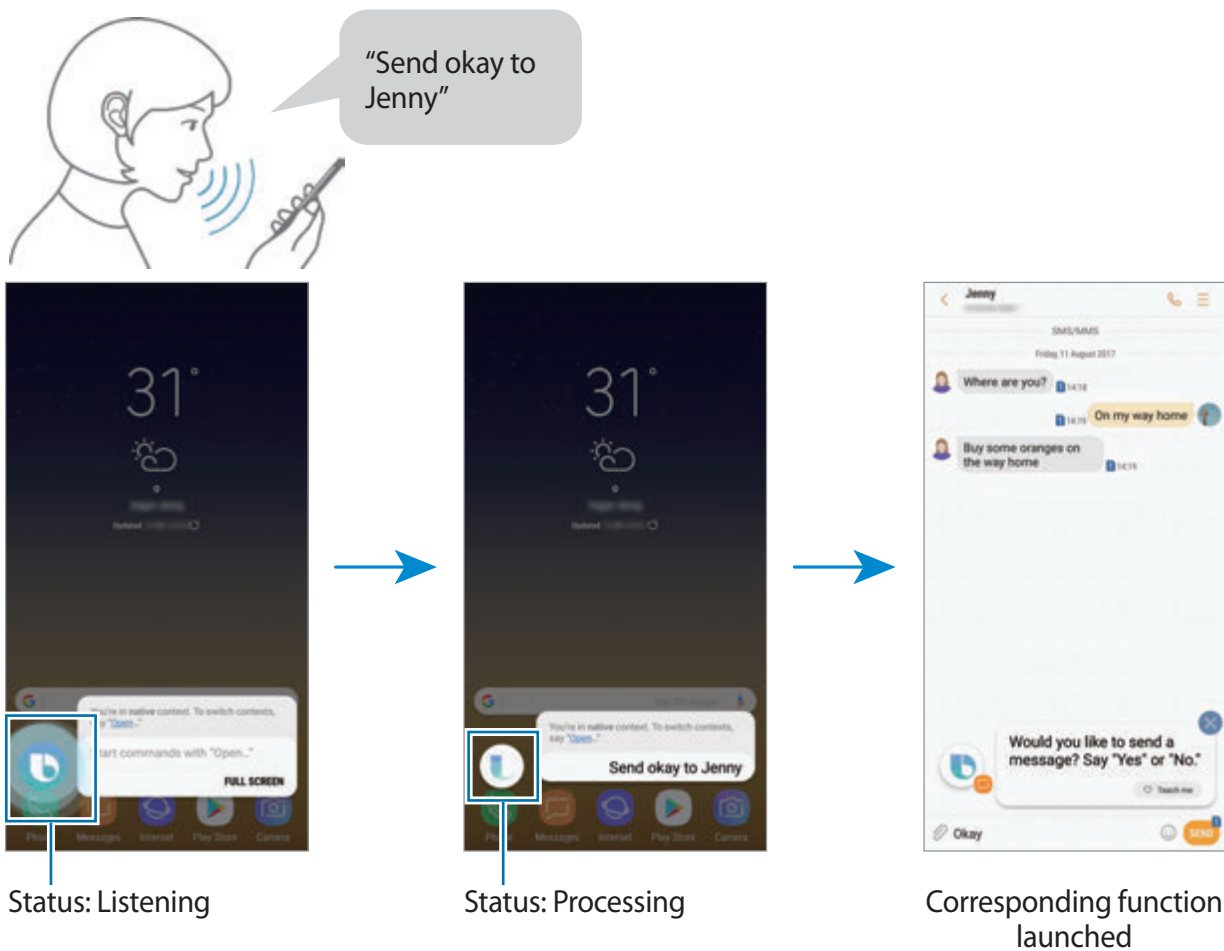 “Send okay to
Jenny”
31°
Updated
You're in native context. To switch contexts,
say "Open..."
Start commands with "Open..."
FULL SCREEN
Phone
Messages
Internet
Play Store
Camera
Status: Listening
31°
Updated
You're in native context. To switch contexts,
say "Open..."
Send okay to Jenny
Phone
Messages
Internet
Play Store
Camera
Status: Processing
Jenny
SMS/MMS
Friday, 11 August 2017
Where are you?
14:18
14:19
On my way home
Buy some oranges on
the way home
14:19
Would you like to send a
message? Say "Yes" or "No."
Teach me
Okay
SEND
Corresponding function
launched